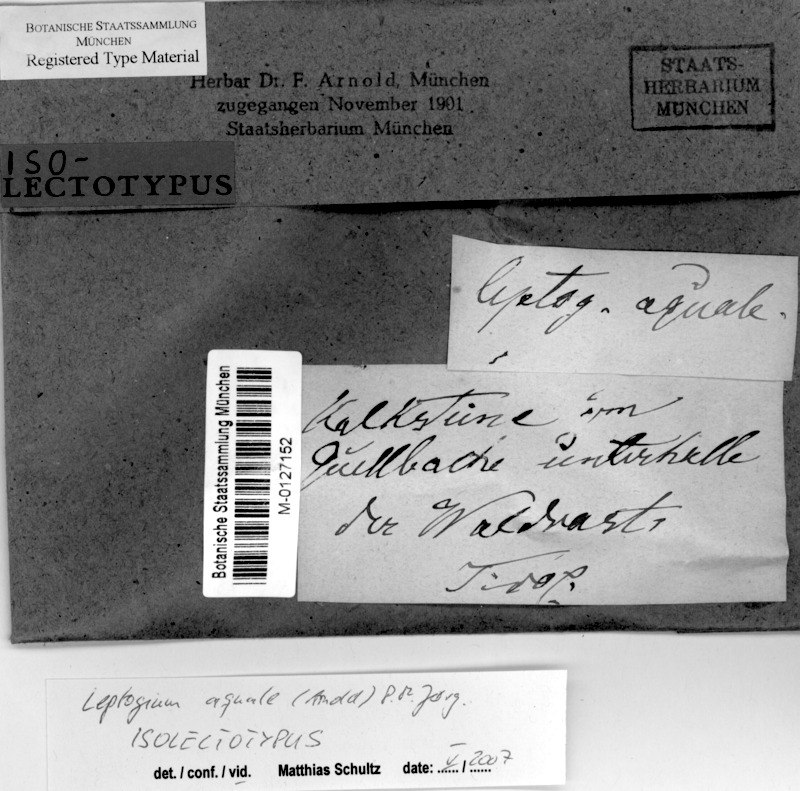 BOTANISCHE STAATSSAMMLUNG
MÜNCHEN
Registered Type Material
Herbar Dr. F. Arnold, München
zugegangen November 1901
Staatsherbarium München
STAATS-
HERBARIUM
MÜNCHEN
ISO-
LECTOTYPUS
Leptog. aquale.
Botanische Staatssammlung München
M-0127152
Kalksteine im
Quellbache unterhalb
der Waldrast
Tirol.
Leptogium aquale (Arnold) P.M. Jørg.
ISOLECTOTYPUS
det. / conf. / vid. Matthias Schultz date: V / 2007